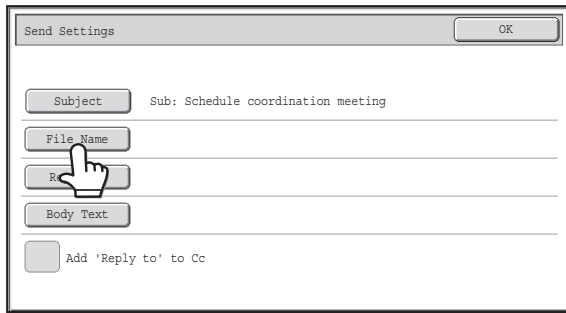 Send Settings
OK
Subject
Sub: Schedule coordination meeting
File Name
Body Text
Add 'Reply to' to Cc